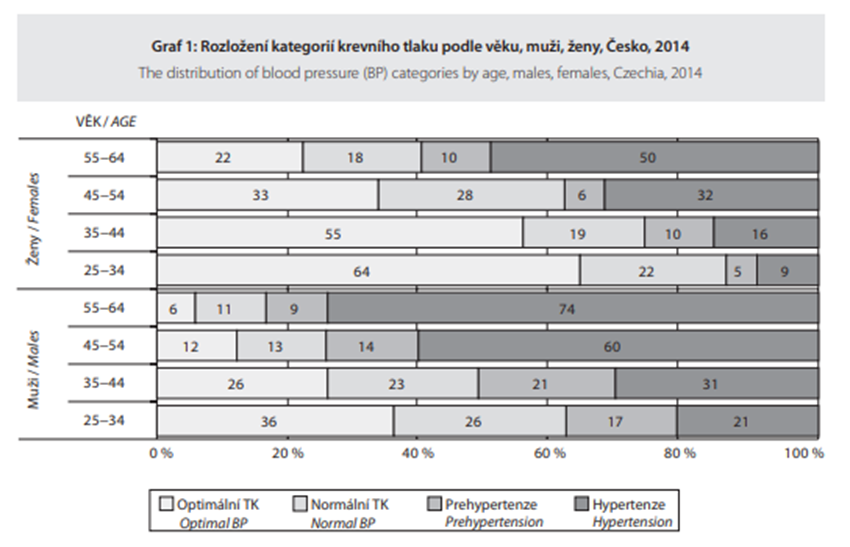 Graf 1: Rozložení kategorií krevního tlaku podle věku, muži, ženy, Česko, 2014
The distribution of blood pressure (BP) categories by age, males, females, Czechia, 2014
VĚK / AGE
Ženy / Females
55–64 22 18 10 50
45–54 33 28 6 32
35–44 55 19 10 16
25–34 64 22 5 9
Muži / Males
55–64 6 11 9 74
45–54 12 13 14 60
35–44 26 23 21 31
25–34 36 26 17 21
0 % 20 % 40 % 60 % 80 % 100 %
Optimální TK Normální TK Prehypertenze Hypertenze
Optimal BP Normal BP Prehypertension Hypertension